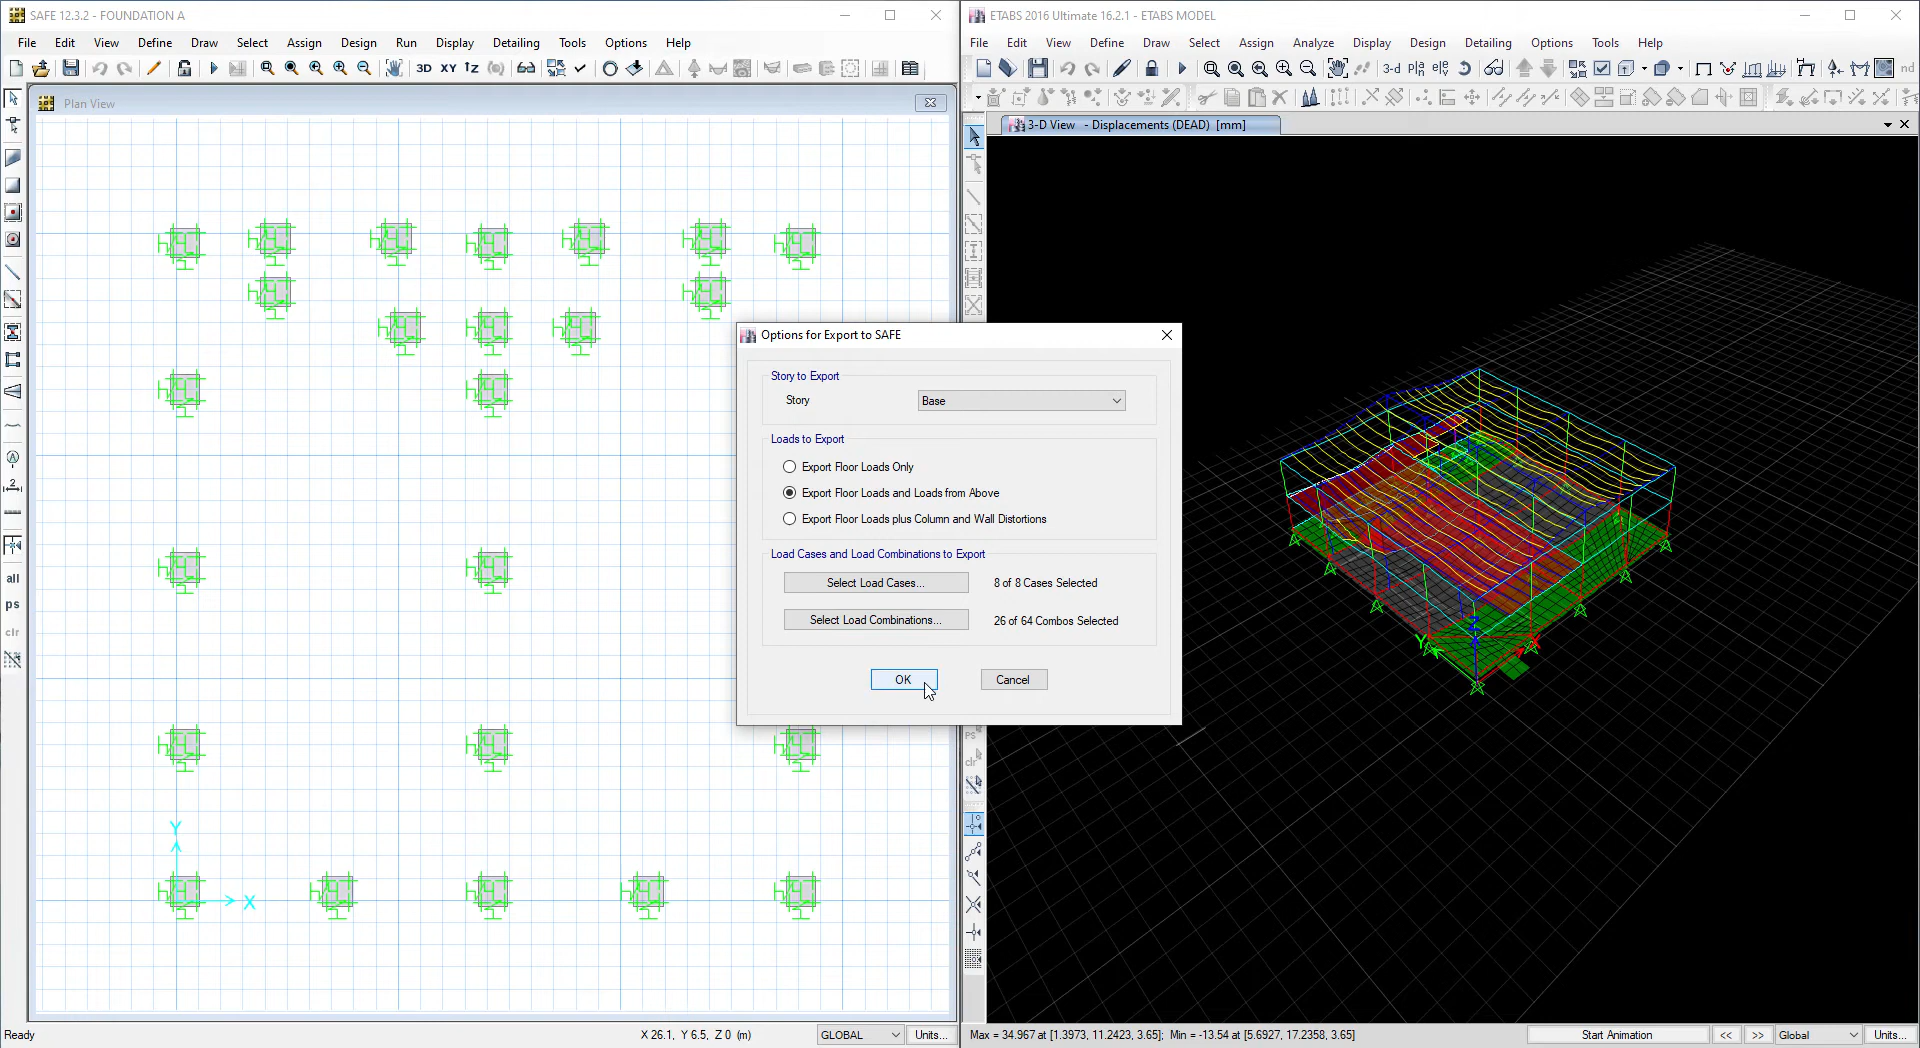 SAFE 12.3.2 - FOUNDATION A
File Edit View Define Draw Select Assign Design Run Display Detailing Tools Options Help
3D XY ↑Z
Plan View
all
ps
clr
Y
X
Ready
X 26.1, Y 6.5, Z 0 (m)
GLOBAL
Units...
ETABS 2016 Ultimate 16.2.1 - ETABS MODEL
File Edit View Define Draw Select Assign Analyze Display Design Detailing Options Tools Help
3-d
nd
3-D View - Displacements (DEAD) [mm]
PS
clr
Y
X
Z
Max = 34.967 at [1.3973, 11.2423, 3.65]; Min = -13.54 at [5.6927, 17.2358, 3.65]
Start Animation
<<
>>
Global
Units...
Options for Export to SAFE
Story to Export
Story
Base
Loads to Export
Export Floor Loads Only
Export Floor Loads and Loads from Above
Export Floor Loads plus Column and Wall Distortions
Load Cases and Load Combinations to Export
Select Load Cases...
8 of 8 Cases Selected
Select Load Combinations...
26 of 64 Combos Selected
OK
Cancel